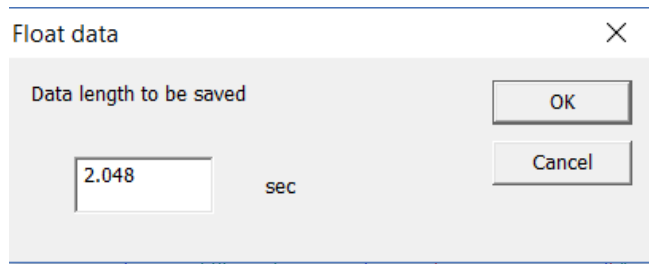 Float data
Data length to be saved
OK
2.048
sec
Cancel